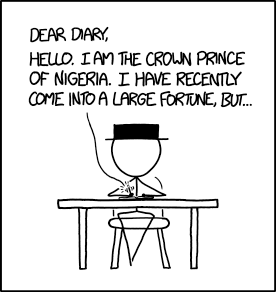 DEAR DIARY,
HELLO. I AM THE CROWN PRINCE
OF NIGERIA. I HAVE RECENTLY
COME INTO A LARGE FORTUNE, BUT...